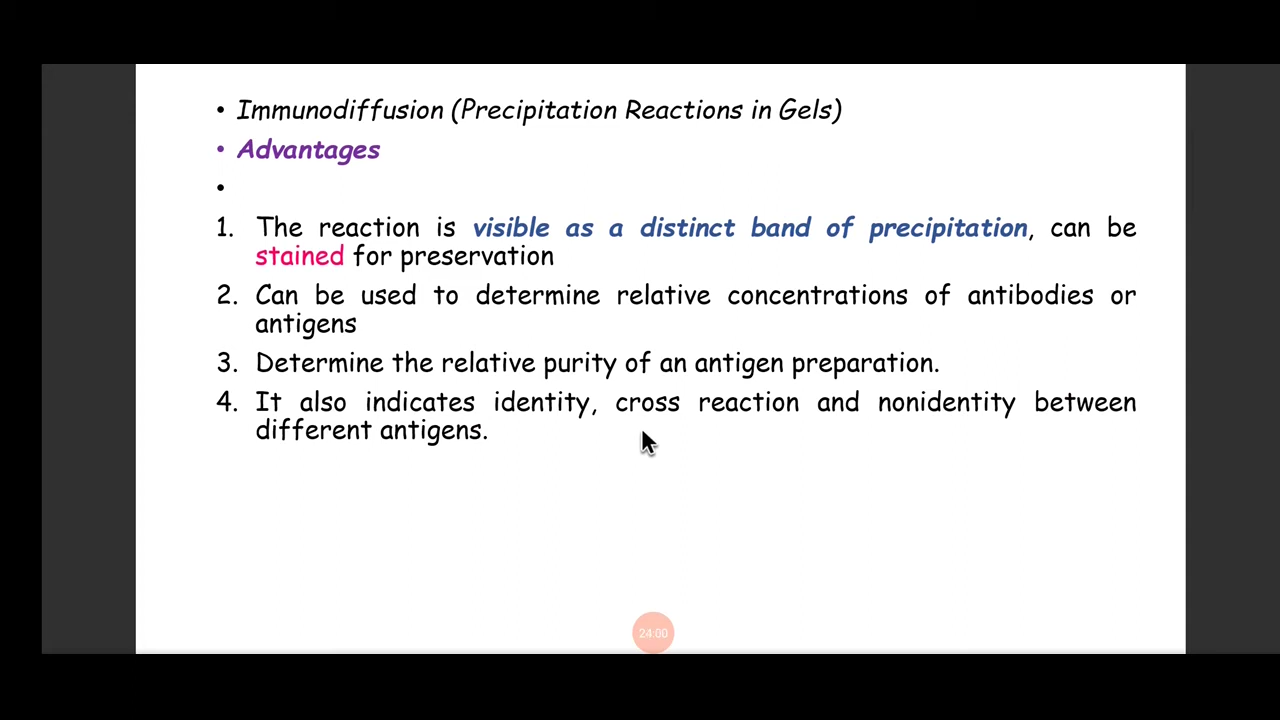 • Immunodiffusion (Precipitation Reactions in Gels)
• Advantages
•
1. The reaction is visible as a distinct band of precipitation, can be
stained for preservation
2. Can be used to determine relative concentrations of antibodies or
antigens
3. Determine the relative purity of an antigen preparation.
4. It also indicates identity, cross reaction and nonidentity between
different antigens.
24:00